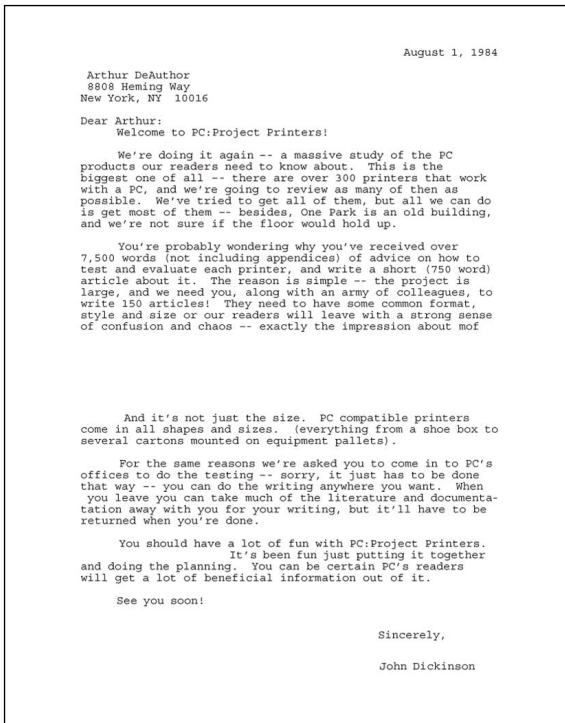 August 1, 1984
Arthur DeAuthor
8808 Heming Way
New York, NY  10016
Dear Arthur:
Welcome to PC:Project Printers!
We're doing it again -- a massive study of the PC
products our readers need to know about.  This is the
biggest one of all -- there are over 300 printers that work
with a PC, and we're going to review as many of then as
possible.  We've tried to get all of them, but all we can do
is get most of them -- besides, One Park is an old building,
and we're not sure if the floor would hold up.
You're probably wondering why you've received over
7,500 words (not including appendices) of advice on how to
test and evaluate each printer, and write a short (750 word)
article about it.  The reason is simple -- the project is
large, and we need you, along with an army of colleagues, to
write 150 articles!  They need to have some common format,
style and size or our readers will leave with a strong sense
of confusion and chaos -- exactly the impression about mof
And it's not just the size.  PC compatible printers
come in all shapes and sizes.  (everything from a shoe box to
several cartons mounted on equipment pallets).
For the same reasons we're asked you to come in to PC's
offices to do the testing -- sorry, it just has to be done
that way -- you can do the writing anywhere you want.  When
you leave you can take much of the literature and documenta-
tation away with you for your writing, but it'll have to be
returned when you're done.
You should have a lot of fun with PC:Project Printers.
It's been fun just putting it together
and doing the planning.  You can be certain PC's readers
will get a lot of beneficial information out of it.
See you soon!
Sincerely,
John Dickinson